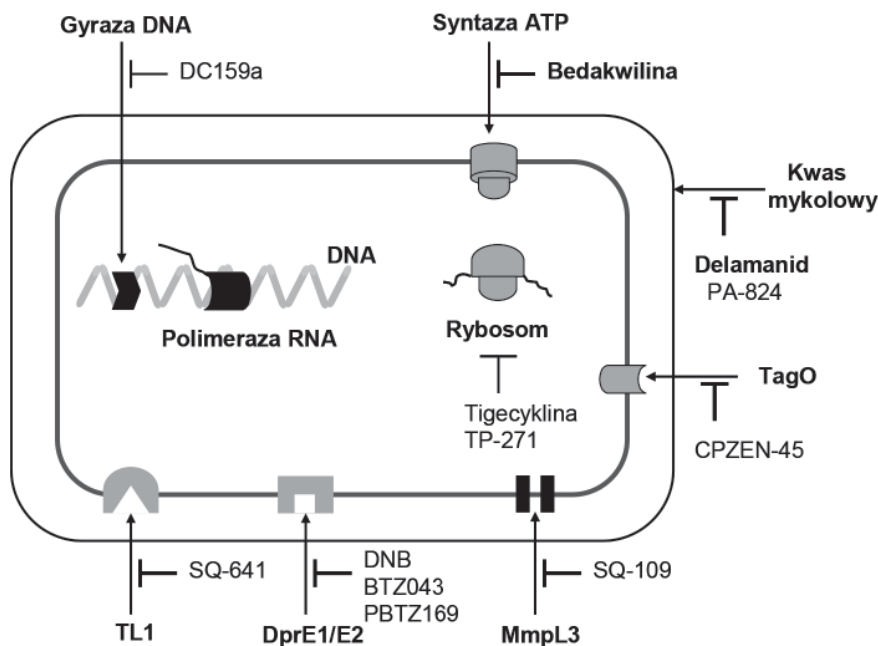 Gyraza DNA
DC159a
Syntaza ATP
Bedakwilina
Kwas
mykolowy
Delamanid
PA-824
DNA
Polimeraza RNA
Rybosom
Tigecyklina
TP-271
TagO
CPZEN-45
SQ-641
TL1
DNB
BTZ043
PBTZ169
DprE1/E2
SQ-109
MmpL3